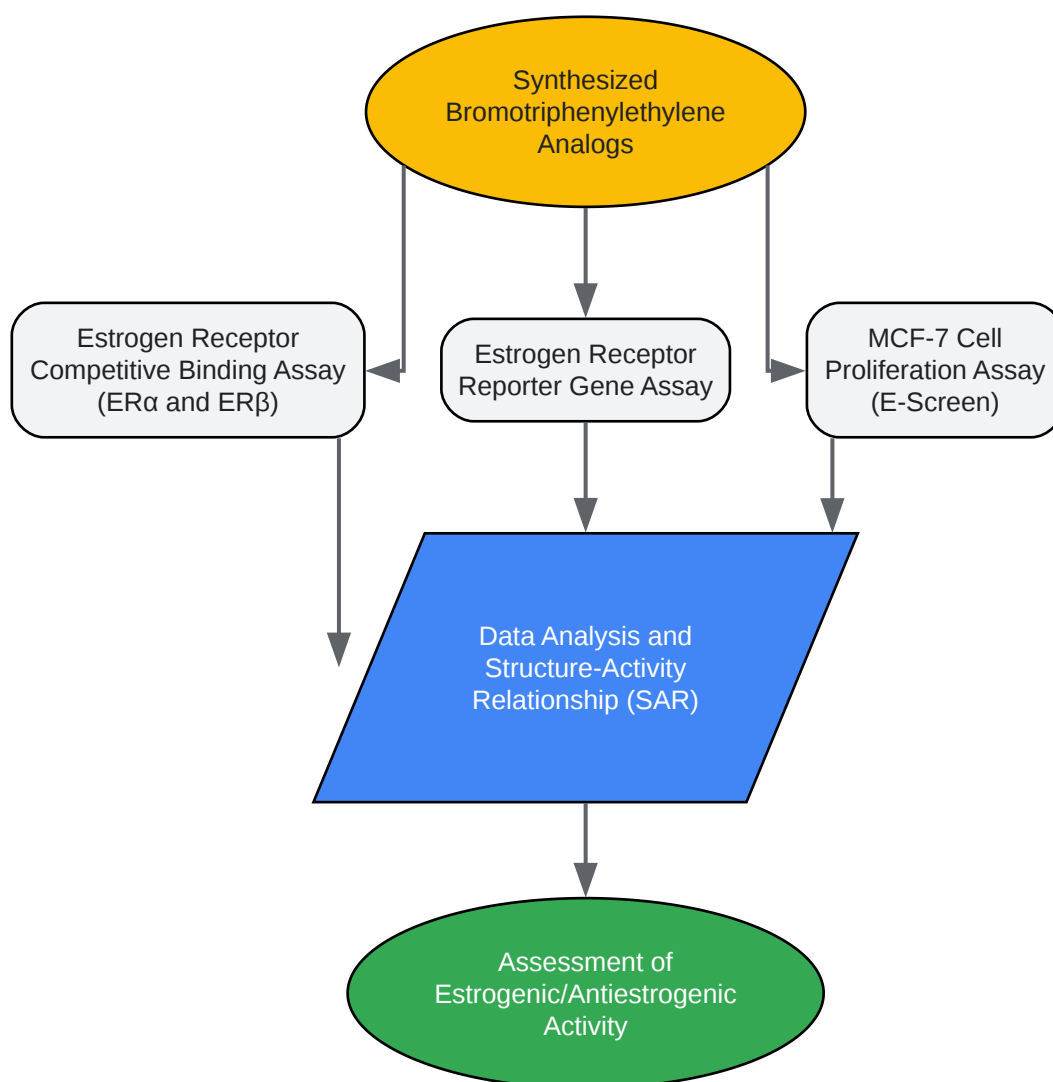 Synthesized
Bromotriphenylethylene
Analogs
Estrogen Receptor
Competitive Binding Assay
(ERα and ERβ)
Estrogen Receptor
Reporter Gene Assay
MCF-7 Cell
Proliferation Assay
(E-Screen)
Data Analysis and
Structure-Activity
Relationship (SAR)
Assessment of
Estrogenic/Antiestrogenic
Activity